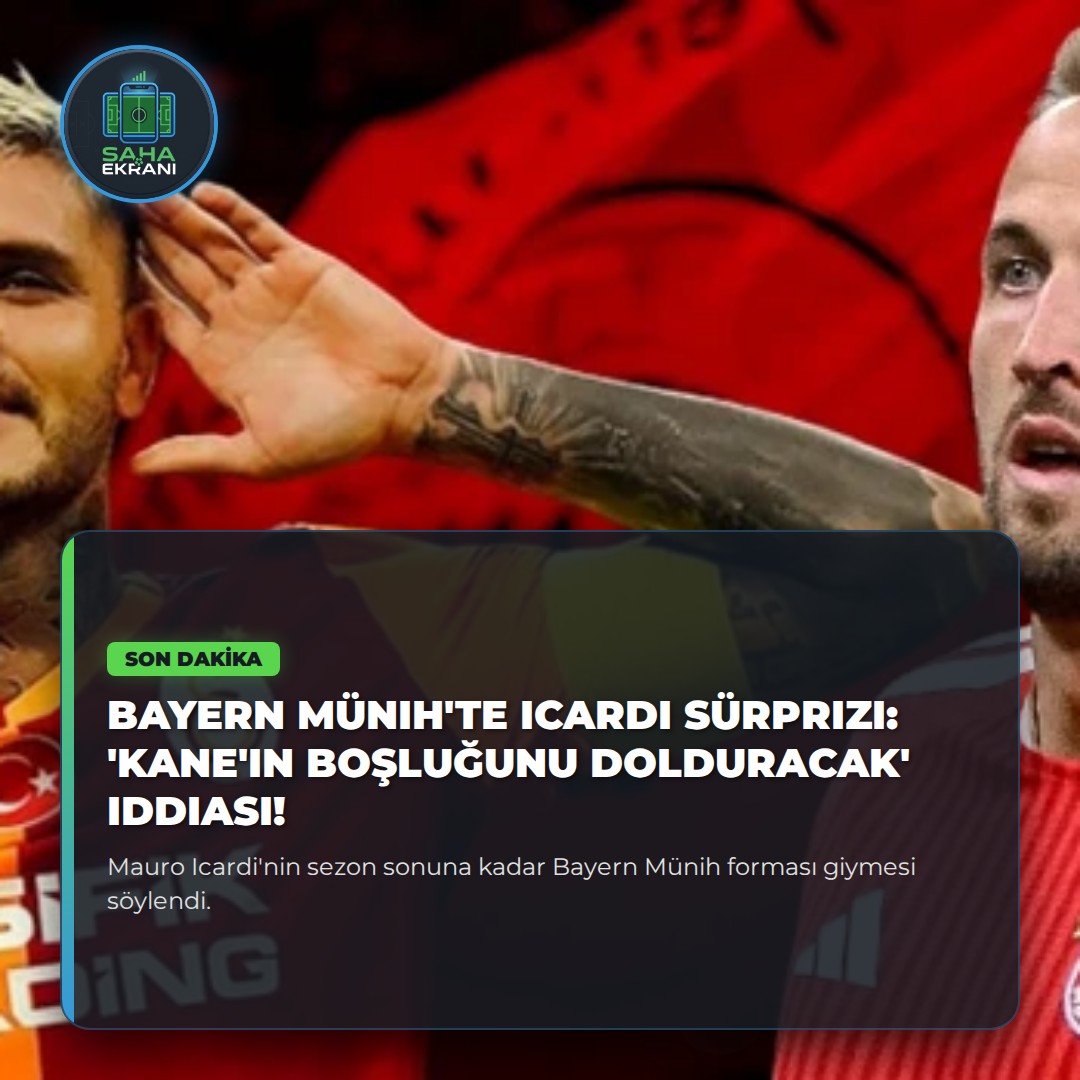 SAHA
EKRANI
SON DAKİKA
BAYERN MÜNIH'TE ICARDI SÜRPRIZI:
'KANE'IN BOŞLUĞUNU DOLDURACAK'
IDDIASI!
Mauro Icardi'nin sezon sonuna kadar Bayern Münih forması giymesi
söylendi.